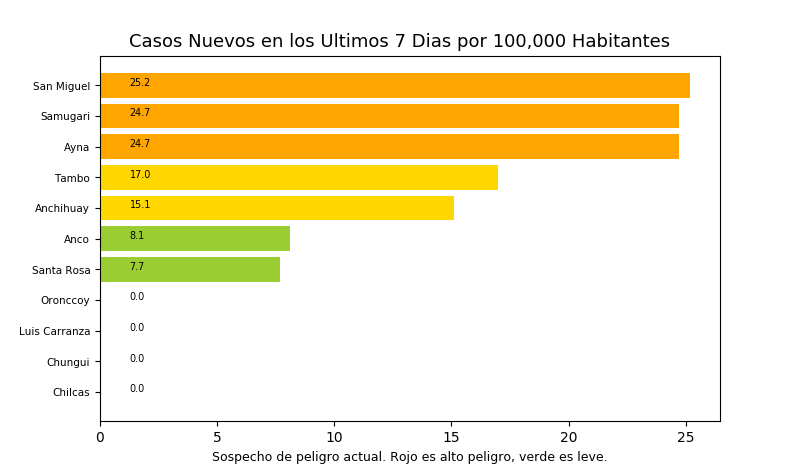 Casos Nuevos en los Ultimos 7 Dias por 100,000 Habitantes
San Miguel 25.2
Samugari 24.7
Ayna 24.7
Tambo 17.0
Anchihuay 15.1
Anco 8.1
Santa Rosa 7.7
Oronccoy 0.0
Luis Carranza 0.0
Chungui 0.0
Chilcas 0.0
0 5 10 15 20 25
Sospecho de peligro actual. Rojo es alto peligro, verde es leve.